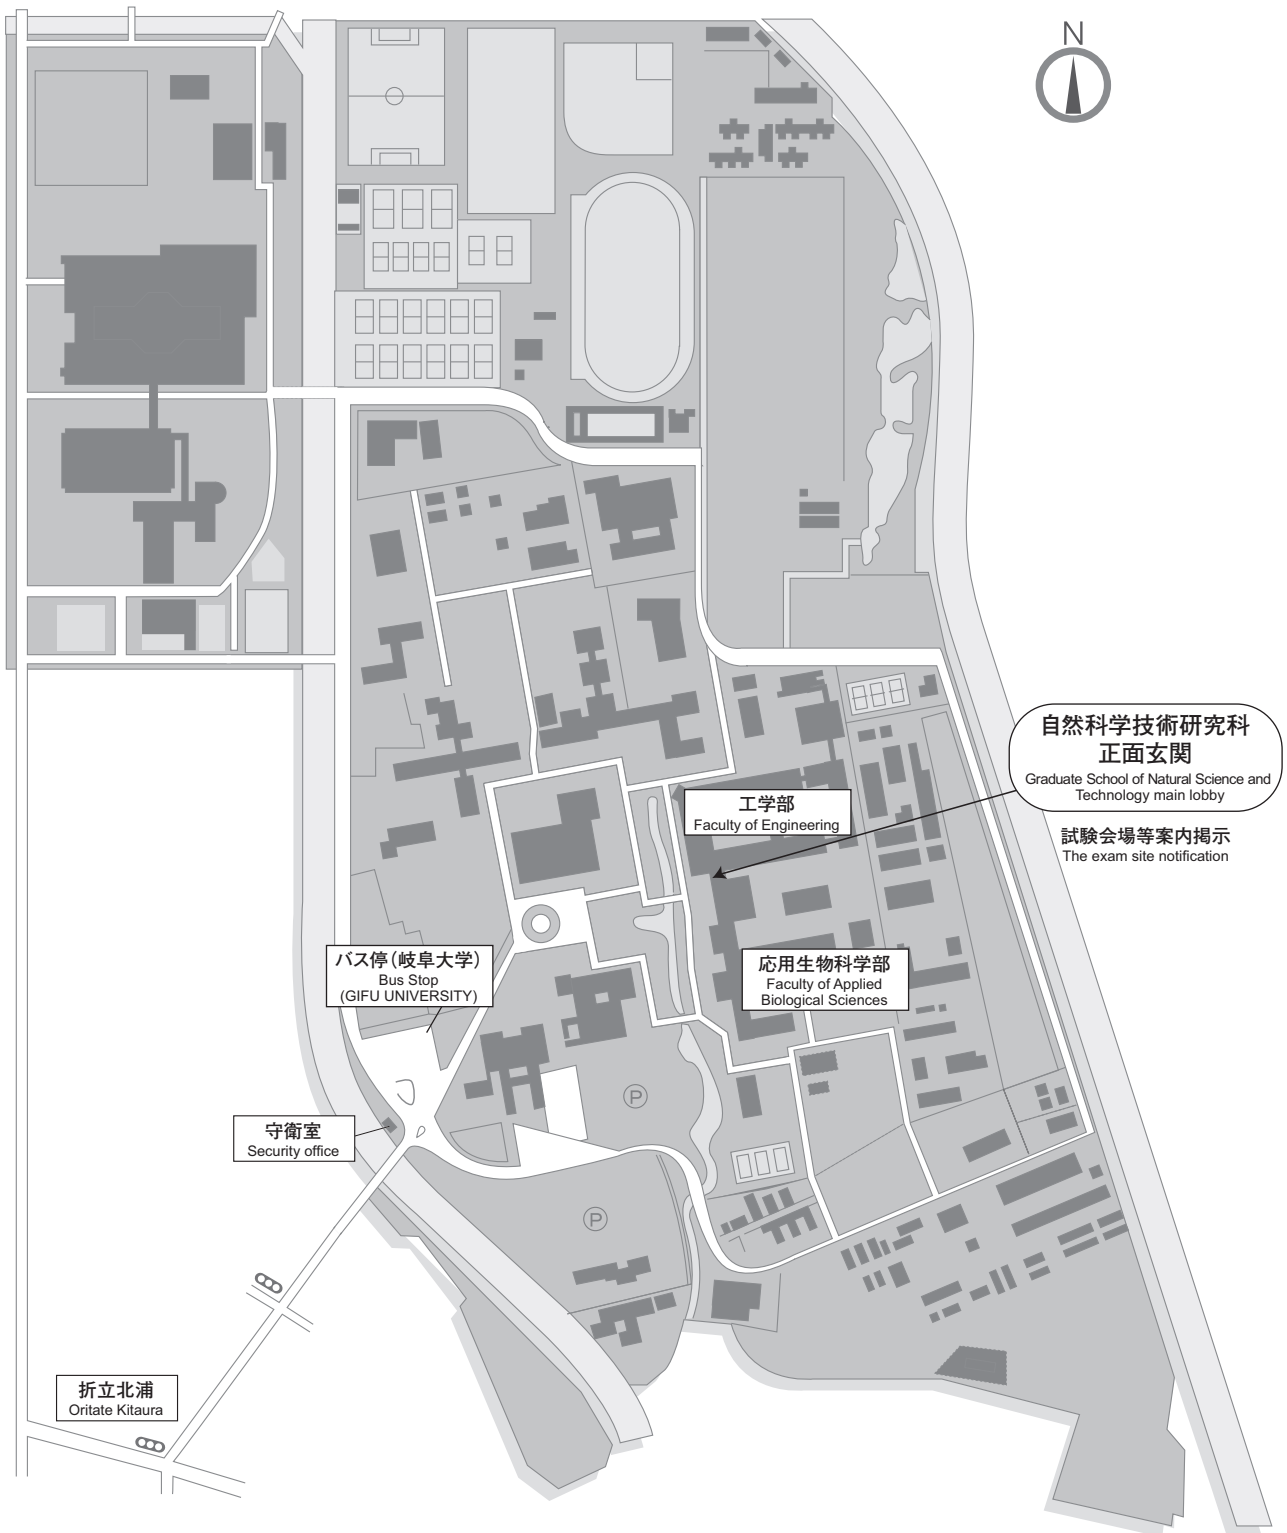 N
自然科学技術研究科
正面玄関
Graduate School of Natural Science and
Technology main lobby
工学部
Faculty of Engineering
試験会場等案内掲示
The exam site notification
バス停（岐阜大学）
Bus Stop
(GIFU UNIVERSITY)
応用生物科学部
Faculty of Applied
Biological Sciences
P
守衛室
Security office
P
折立北浦
Oritate Kitaura